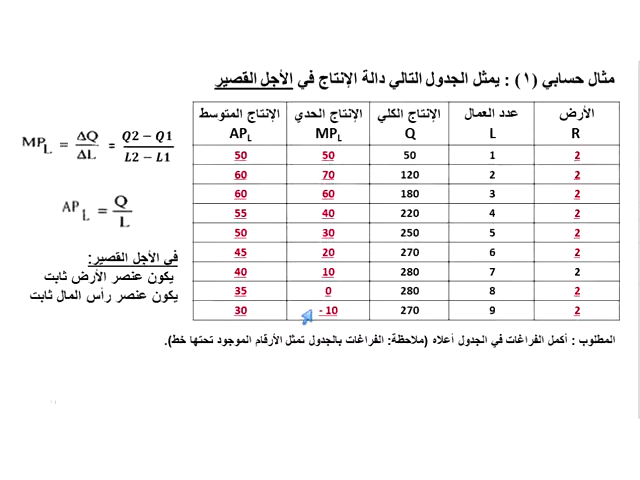 مثال حسابي (١) : يمثل الجدول التالي دالة الإنتاج في الأجل القصير
الأرض R | عدد العمال L | الإنتاج الكلي Q | الإنتاج الحدي MPL | الإنتاج المتوسط APL
2 | 1 | 50 | 50 | 50
2 | 2 | 120 | 70 | 60
2 | 3 | 180 | 60 | 60
2 | 4 | 220 | 40 | 55
2 | 5 | 250 | 30 | 50
2 | 6 | 270 | 20 | 45
2 | 7 | 280 | 10 | 40
2 | 8 | 280 | 0 | 35
2 | 9 | 270 | - 10 | 30
MPL = ΔQ/ΔL = Q2 − Q1/L2 − L1
APL = Q/L
في الأجل القصير:
يكون عنصر الأرض ثابت
يكون عنصر رأس المال ثابت
المطلوب : أكمل الفراغات في الجدول أعلاه (ملاحظة: الفراغات بالجدول تمثل الأرقام الموجود تحتها خط).